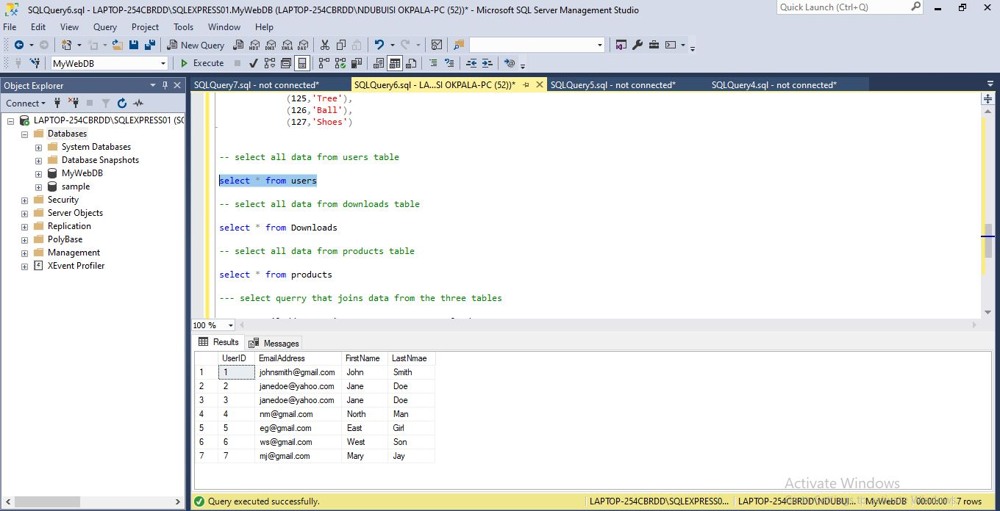 SQLQuery6.sql - LAPTOP-254CBRDD\SQLEXPRESS01.MyWebDB (LAPTOP-254CBRDD\NDUBUISI OKPALA-PC (52))* - Microsoft SQL Server Management Studio
Quick Launch (Ctrl+Q)
File Edit View Query Project Tools Window Help
New Query
MDX DMX XMLA DAX
MyWebDB Execute
Object Explorer
SQLQuery7.sql - not connected* SQLQuery6.sql - LA...SI OKPALA-PC (52))* SQLQuery5.sql - not connected* SQLQuery4.sql - not connected*
Connect
LAPTOP-254CBRDD\SQLEXPRESS01 (SC
Databases
System Databases
Database Snapshots
MyWebDB
sample
Security
Server Objects
Replication
PolyBase
Management
XEvent Profiler
(125,'Tree'),
(126,'Ball'),
(127,'Shoes')
-- select all data from users table
select * from users
-- select all data from downloads table
select * from Downloads
-- select all data from products table
select * from products
--- select querry that joins data from the three tables
100 %
Results Messages
UserID EmailAddress FirstName LastNmae
1 1 johnsmith@gmail.com John Smith
2 2 janedoe@yahoo.com Jane Doe
3 3 janedoe@yahoo.com Jane Doe
4 4 nm@gmail.com North Man
5 5 eg@gmail.com East Girl
6 6 ws@gmail.com West Son
7 7 mj@gmail.com Mary Jay
Activate Windows
Query executed successfully.
LAPTOP-254CBRDD\SQLEXPRESS0... LAPTOP-254CBRDD\NDUBUI... MyWebDB 00:00:00 7 rows